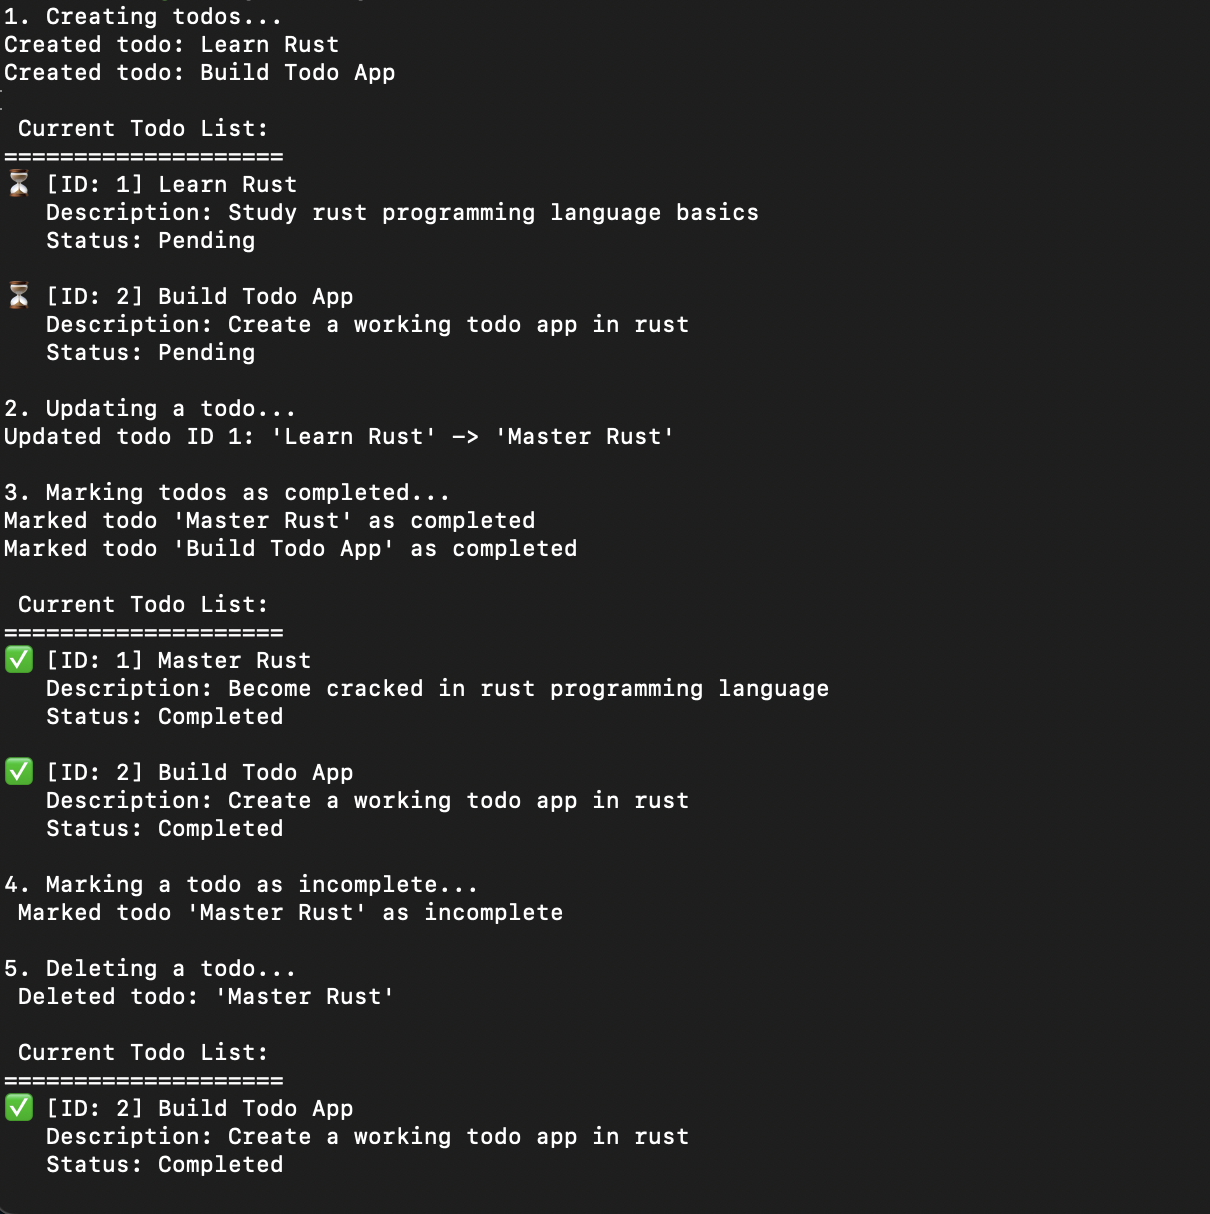 1. Creating todos...
Created todo: Learn Rust
Created todo: Build Todo App
Current Todo List:
====================
⏳ [ID: 1] Learn Rust
Description: Study rust programming language basics
Status: Pending
⏳ [ID: 2] Build Todo App
Description: Create a working todo app in rust
Status: Pending
2. Updating a todo...
Updated todo ID 1: 'Learn Rust' -> 'Master Rust'
3. Marking todos as completed...
Marked todo 'Master Rust' as completed
Marked todo 'Build Todo App' as completed
Current Todo List:
====================
✅ [ID: 1] Master Rust
Description: Become cracked in rust programming language
Status: Completed
✅ [ID: 2] Build Todo App
Description: Create a working todo app in rust
Status: Completed
4. Marking a todo as incomplete...
Marked todo 'Master Rust' as incomplete
5. Deleting a todo...
Deleted todo: 'Master Rust'
Current Todo List:
====================
✅ [ID: 2] Build Todo App
Description: Create a working todo app in rust
Status: Completed